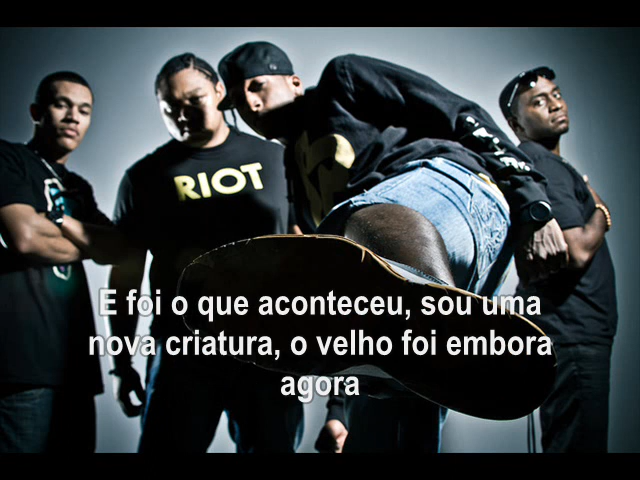 RIOT
E foi o que aconteceu, sou uma
nova criatura, o velho foi embora
agora